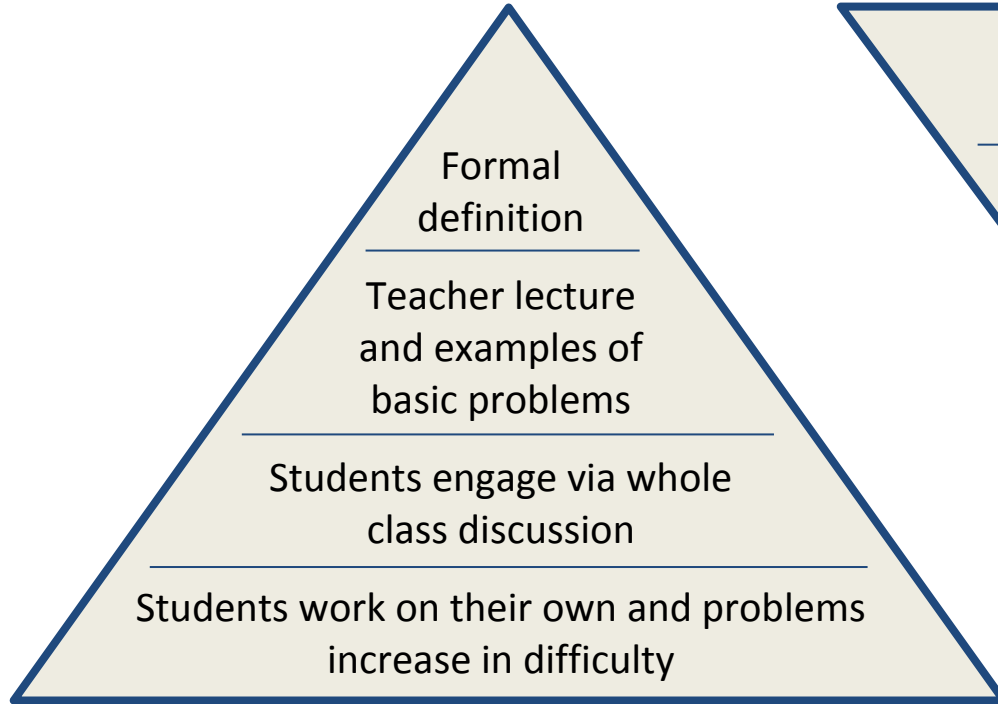 Formal
definition
Teacher lecture
and examples of
basic problems
Students engage via whole
class discussion
Students work on their own and problems
increase in difficulty